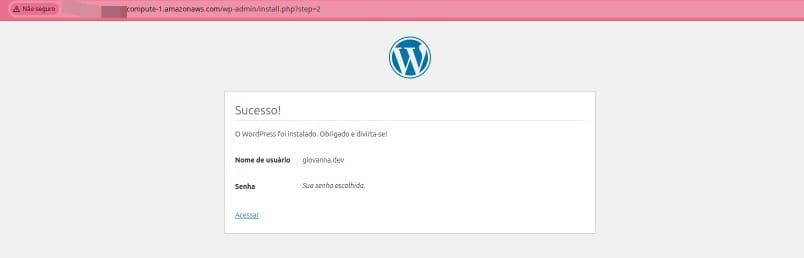 Não seguro compute-1.amazonaws.com/wp-admin/install.php?step=2
Sucesso!
O WordPress foi instalado. Obrigado e divirta-se!
Nome de usuário giovanna.dev
Senha Sua senha escolhida.
Acessar